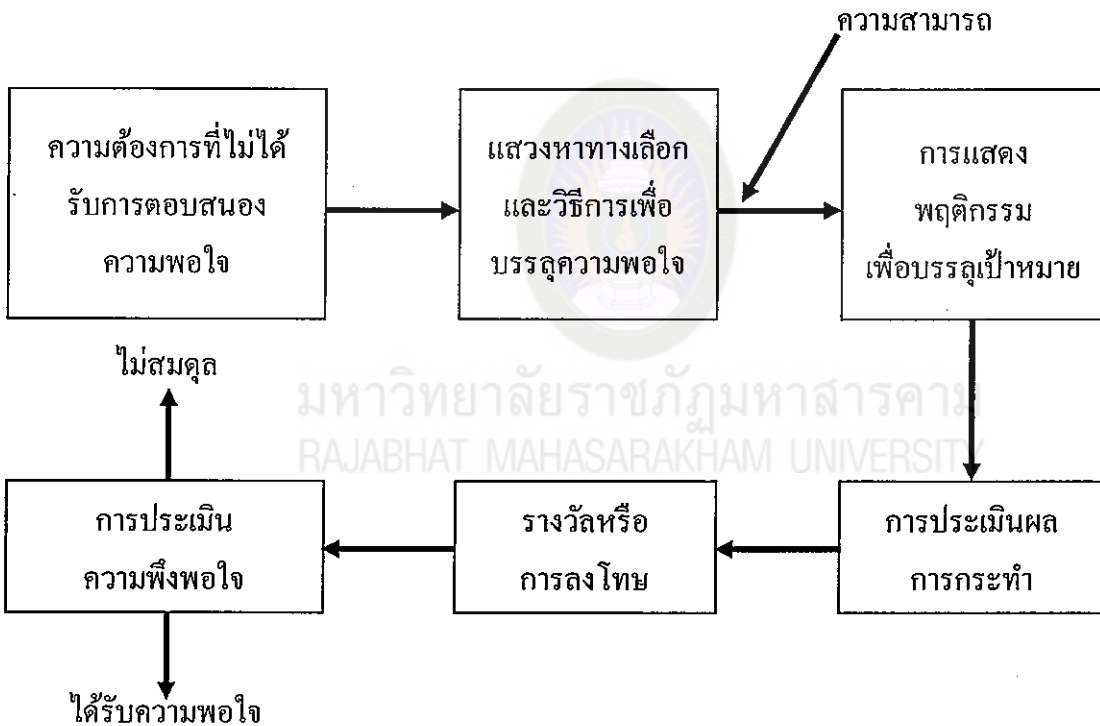 ความสามารถ
ความต้องการที่ไม่ได้
รับการตอบสนอง
ความพอใจ
แสวงหาทางเลือก
และวิธีการเพื่อ
บรรลุความพอใจ
การแสดง
พฤติกรรม
เพื่อบรรลุเป้าหมาย
ไม่สมดุล
มหาวิทยาลัยราชภัฏมหาสารคาม
RAJABHAT MAHASARAKHAM UNIVERSITY
การประเมิน
ความพึงพอใจ
รางวัลหรือ
การลงโทษ
การประเมินผล
การกระทำ
ได้รับความพอใจ